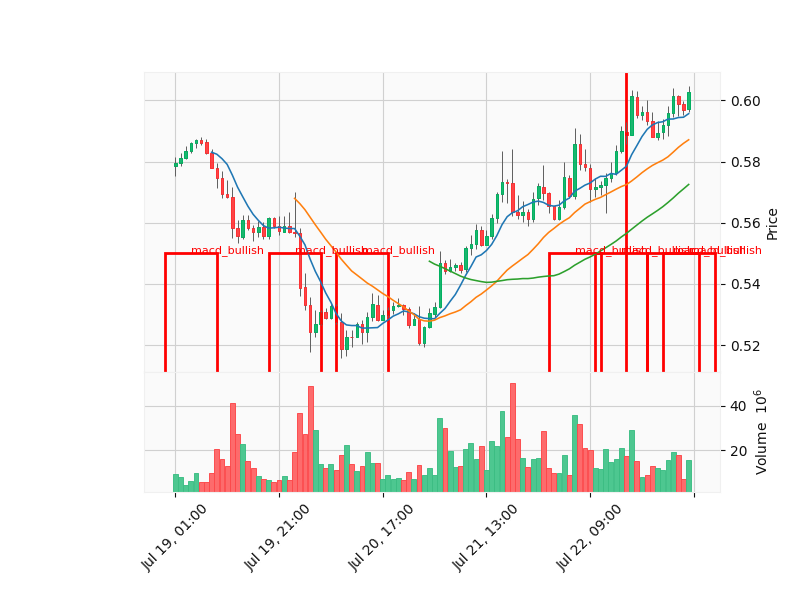 0.60
0.58
0.56
0.54
0.52
Price
macd_bullish
macd_bullish
macd_bullish
macd_bullish
40
20
Volume 10^6
Jul 19, 01:00
Jul 19, 21:00
Jul 20, 17:00
Jul 21, 13:00
Jul 22, 09:00